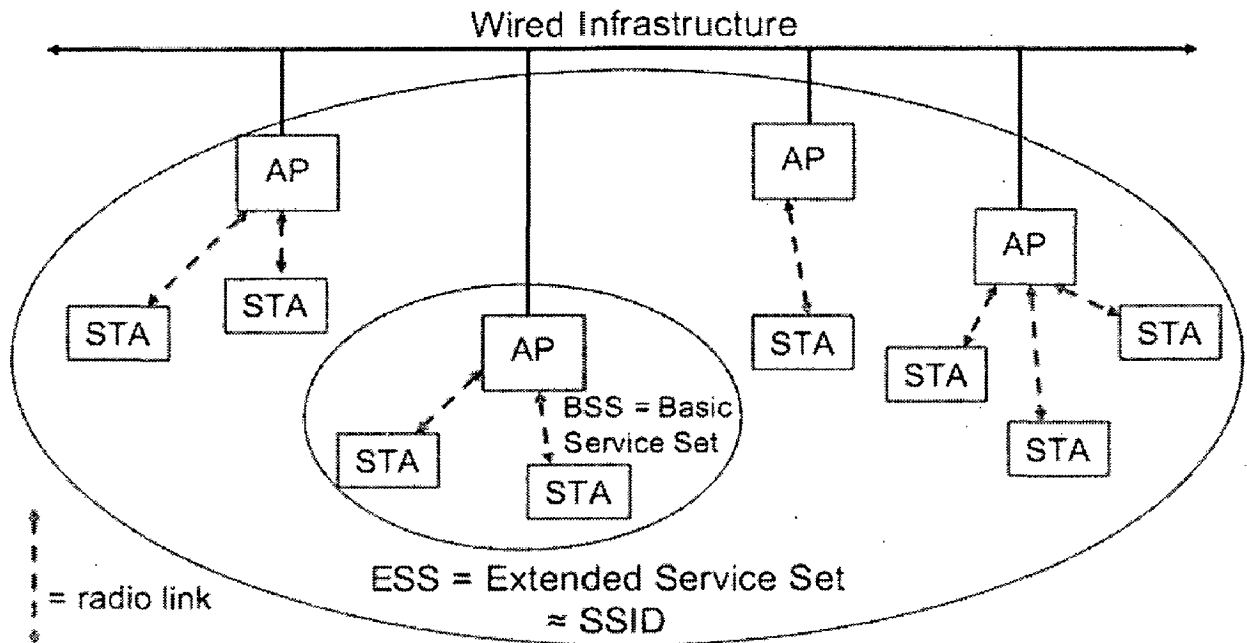 Wired Infrastructure
AP
AP
AP
STA
STA
AP
STA
STA
STA
BSS = Basic
Service Set
STA
STA
STA
= radio link
ESS = Extended Service Set
≈ SSID